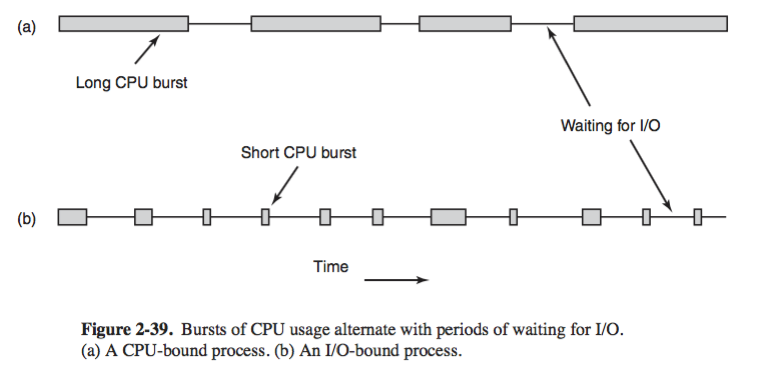 (a)
Long CPU burst
Waiting for I/O
Short CPU burst
(b)
Time
Figure 2-39. Bursts of CPU usage alternate with periods of waiting for I/O.
(a) A CPU-bound process. (b) An I/O-bound process.